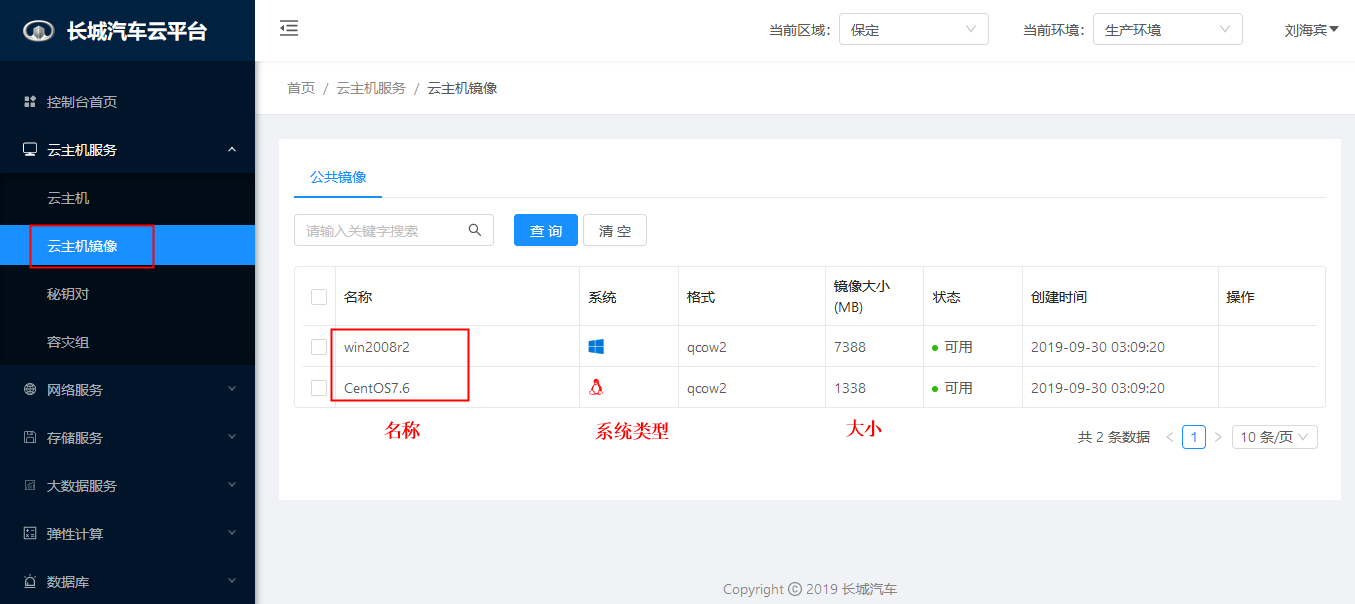 长城汽车云平台
当前区域: 保定 当前环境: 生产环境 刘海宾
首页 / 云主机服务 / 云主机镜像
控制台首页
云主机服务
云主机
云主机镜像
秘钥对
容灾组
网络服务
存储服务
大数据服务
弹性计算
数据库
公共镜像
请输入关键字搜索 查 询 清 空
名称 系统 格式 镜像大小 (MB) 状态 创建时间 操作
win2008r2 qcow2 7388 可用 2019-09-30 03:09:20
CentOS7.6 qcow2 1338 可用 2019-09-30 03:09:20
名称 系统类型 大小
共 2 条数据 < 1 > 10 条/页
Copyright © 2019 长城汽车